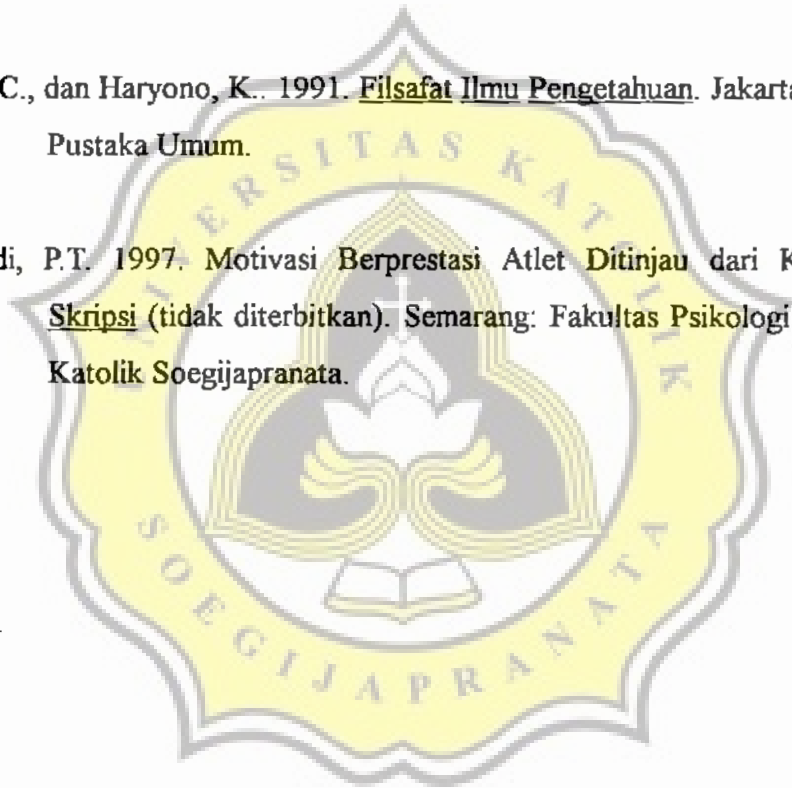 C., dan Haryono, K.. 1991. Filsafat Ilmu Pengetahuan. Jakarta
Pustaka Umum.
di, P.T. 1997. Motivasi Berprestasi Atlet Ditinjau dari K
Skripsi (tidak diterbitkan). Semarang: Fakultas Psikologi
Katolik Soegijapranata.
UNIVERSITAS KATOLIK
SOEGIJAPRANATA